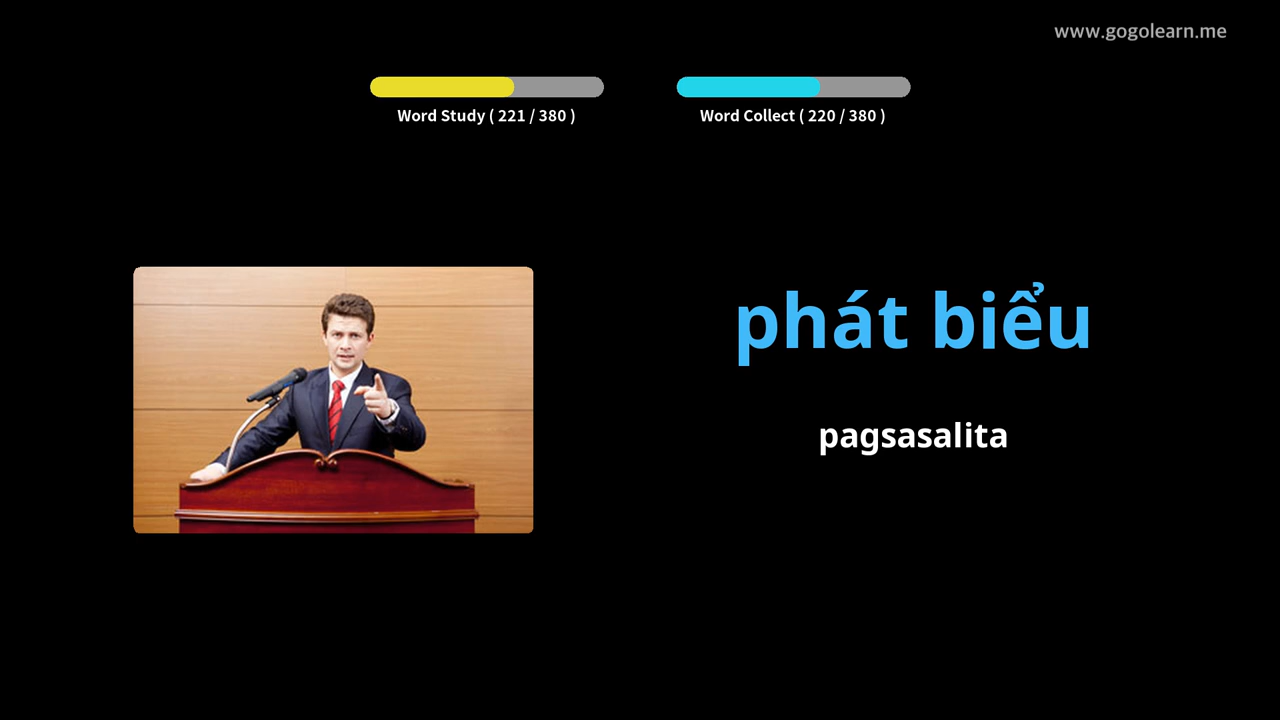 www.gogolearn.me
Word Study ( 221 / 380 )
Word Collect ( 220 / 380 )
phát biểu
pagsasalita